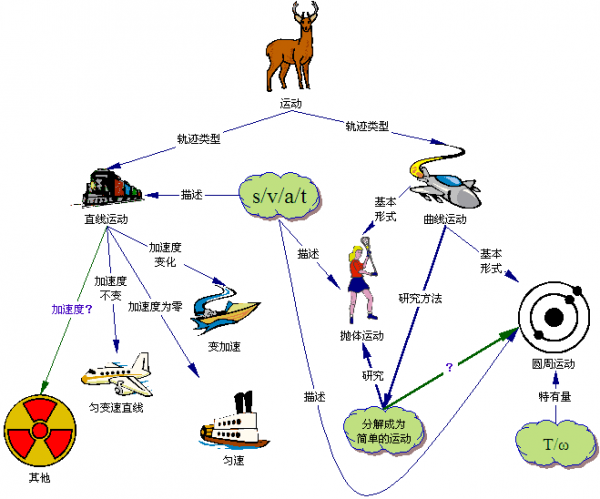 运动
轨迹类型
轨迹类型
直线运动
描述
s/v/a/t
基本
形式
曲线运动
加速度
变化
加速度
不变
加速度?
加速度为零
描述
基本
形式
研究方法
变加速
抛体运动
圆周运动
匀变速直线
研究
?
描述
特有量
分解成为
简单的运动
T/ω
匀速
其他